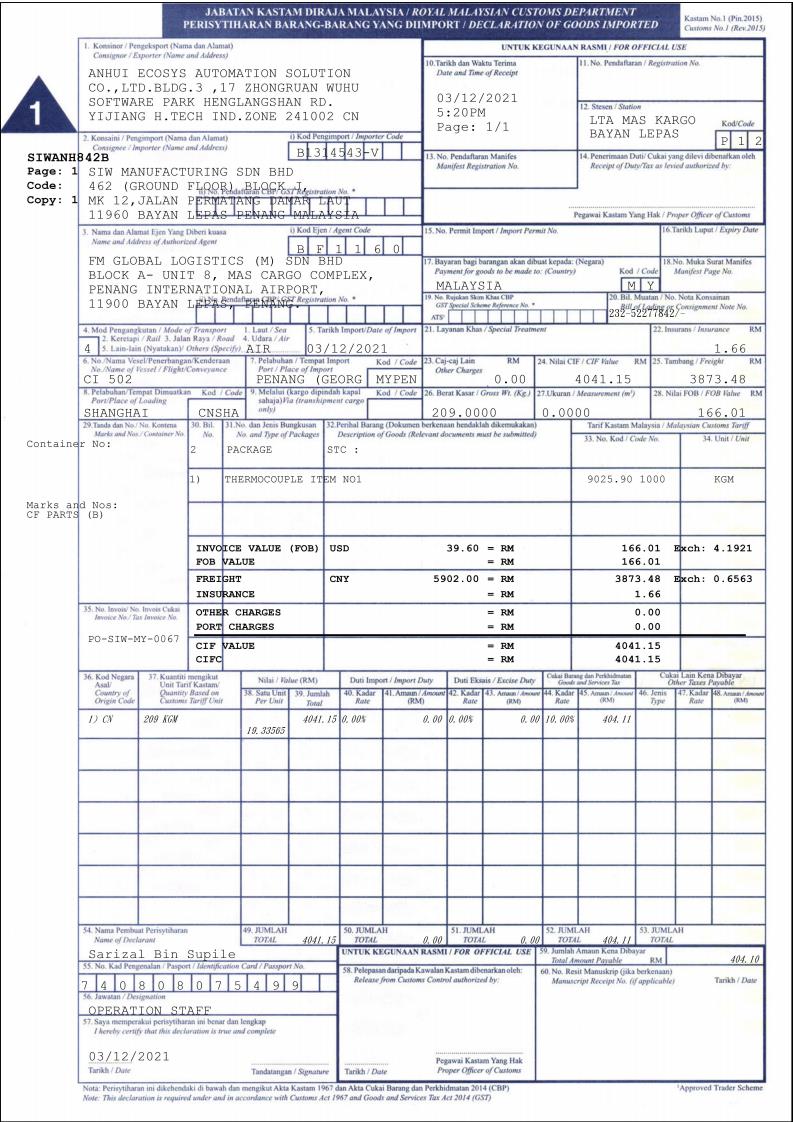 JABATAN KASTAM DIRAJA MALAYSIA / ROYAL MALAYSIAN CUSTOMS DEPARTMENT
PERISYTIHARAN BARANG-BARANG YANG DIIMPORT / DECLARATION OF GOODS IMPORTED
Kastam No.1 (Pin.2015)
Customs No.1 (Rev.2015)
1
1. Konsinor / Pengeksport (Nama dan Alamat)
Consignor / Exporter (Name and Address)
ANHUI ECOSYS AUTOMATION SOLUTION
CO.,LTD.BLDG.3 ,17 ZHONGRUAN WUHU
SOFTWARE PARK HENGLANGSHAN RD.
YIJIANG H.TECH IND.ZONE 241002 CN
UNTUK KEGUNAAN RASMI / FOR OFFICIAL USE
10.Tarikh dan Waktu Terima
Date and Time of Receipt
03/12/2021
5:20PM
Page: 1/1
11. No. Pendaftaran / Registration No.
12. Stesen / Station
LTA MAS KARGO
BAYAN LEPAS
Kod/Code
P 1 2
2. Konsaini / Pengimport (Nama dan Alamat)
Consignee / Importer (Name and Address)
i) Kod Pengimport / Importer Code
B1314543-V
SIWANH842B
Page: 1
Code:
Copy: 1
SIW MANUFACTURING SDN BHD
462 (GROUND FLOOR) BLOCK J,
ii) No. Pendaftaran CBP/ GST Registration No. *
MK 12,JALAN PERMATANG DAMAR LAUT
11960 BAYAN LEPAS PENANG MALAYSIA
13. No. Pendaftaran Manifes
Manifest Registration No.
14. Penerimaan Duti/ Cukai yang dilevi dibenarkan oleh
Receipt of Duty/Tax as levied authorized by:
Pegawai Kastam Yang Hak / Proper Officer of Customs
3. Nama dan Alamat Ejen Yang Diberi kuasa
Name and Address of Authorized Agent
i) Kod Ejen / Agent Code
B F 1 1 6 0
FM GLOBAL LOGISTICS (M) SDN BHD
BLOCK A- UNIT 8, MAS CARGO COMPLEX,
PENANG INTERNATIONAL AIRPORT,
ii) No. Pendaftaran CBP/ GST Registration No. *
11900 BAYAN LEPAS, PENANG.
15. No. Permit Import / Import Permit No.
16.Tarikh Luput / Expiry Date
17. Bayaran bagi barangan akan dibuat kepada: (Negara)
Payment for goods to be made to: (Country)
MALAYSIA
Kod / Code
M Y
18.No. Muka Surat Manifes
Manifest Page No.
19. No. Rujukan Skim Khas CBP
GST Special Scheme Reference No. *
ATS¹
20. Bil. Muatan / No. Nota Konsainan
Bill of Lading or Consignment Note No.
232-52277842/-
4. Mod Pengangkutan / Mode of Transport 1. Laut / Sea
2. Keretapi / Rail 3. Jalan Raya / Road 4. Udara / Air
5. Lain-lain (Nyatakan)/ Others (Specify)
4
AIR
5. Tarikh Import/Date of Import
03/12/2021
21. Layanan Khas / Special Treatment
22. Insurans / Insurance RM
1.66
6. No./Nama Vesel/Penerbangan/Kenderaan
No./Name of Vessel / Flight/Conveyance
CI 502
7. Pelabuhan / Tempat Import
Port / Place of Import
PENANG (GEORG
Kod / Code
MYPEN
23. Caj-caj Lain RM
Other Charges
0.00
24. Nilai CIF / CIF Value RM
4041.15
25. Tambang / Freight RM
3873.48
8. Pelabuhan/Tempat Dimuatkan
Port/Place of Loading
SHANGHAI
Kod / Code
CNSHA
9. Melalui (kargo dipindah kapal
sahaja)Via (transhipment cargo
only)
Kod / Code
26. Berat Kasar / Gross Wt. (Kg.)
209.0000
27.Ukuran / Measurement (m³)
0.0000
28. Nilai FOB / FOB Value RM
166.01
29.Tanda dan No./ No. Kontena
Marks and Nos./ Container No.
30. Bil.
No.
31.No. dan Jenis Bungkusan
No. and Type of Packages
32.Perihal Barang (Dokumen berkenaan hendaklah dikemukakan)
Description of Goods (Relevant documents must be submitted)
Tarif Kastam Malaysia / Malaysian Customs Tariff
33. No. Kod / Code No.
34. Unit / Unit
Container No:
2 PACKAGE STC :
1) THERMOCOUPLE ITEM NO1 9025.90 1000 KGM
Marks and Nos:
CF PARTS (B)
INVOICE VALUE (FOB) USD 39.60 = RM 166.01 Exch: 4.1921
FOB VALUE = RM 166.01
FREIGHT CNY 5902.00 = RM 3873.48 Exch: 0.6563
INSURANCE = RM 1.66
35. No. Invois/ No. Invois Cukai
Invoice No./ Tax Invoice No.
PO-SIW-MY-0067
OTHER CHARGES = RM 0.00
PORT CHARGES = RM 0.00
CIF VALUE = RM 4041.15
CIFC = RM 4041.15
36. Kod Negara
Asal/
Country of
Origin Code
37. Kuantiti mengikut
Unit Tarif Kastam/
Quantity Based on
Customs Tariff Unit
Nilai / Value (RM)
38. Satu Unit
Per Unit
39. Jumlah
Total
Duti Import / Import Duty
40. Kadar
Rate
41. Amaun / Amount
(RM)
Duti Eksais / Excise Duty
42. Kadar
Rate
43. Amaun / Amount
(RM)
Cukai Barang dan Perkhidmatan
Goods and Services Tax
44. Kadar
Rate
45. Amaun / Amount
(RM)
Cukai Lain Kena Dibayar
Other Taxes Payable
46. Jenis
Type
47. Kadar
Rate
48. Amaun / Amount
(RM)
1) CN 209 KGM 19.33565 4041.15 0.00% 0.00 0.00% 0.00 10.00% 404.11
54. Nama Pembuat Perisytiharan
Name of Declarant
Sarizal Bin Supile
49. JUMLAH
TOTAL 4041.15
50. JUMLAH
TOTAL 0.00
51. JUMLAH
TOTAL 0.00
52. JUMLAH
TOTAL 404.11
53. JUMLAH
TOTAL
55. No. Kad Pengenalan / Pasport / Identification Card / Passport No.
7 4 0 8 0 8 0 7 5 4 9 9
56. Jawatan / Designation
OPERATION STAFF
57. Saya memperakui perisytiharan ini benar dan lengkap
I hereby certify that this declaration is true and complete
03/12/2021
Tarikh / Date
Tandatangan / Signature
UNTUK KEGUNAAN RASMI / FOR OFFICIAL USE
58. Pelepasan daripada Kawalan Kastam dibenarkan oleh:
Release from Customs Control authorized by:
Tarikh / Date
Pegawai Kastam Yang Hak
Proper Officer of Customs
59. Jumlah Amaun Kena Dibayar
Total Amount Payable RM 404.10
60. No. Resit Manuskrip (jika berkenaan)
Manuscript Receipt No. (if applicable)
Tarikh / Date
Nota: Perisytiharan ini dikehendaki di bawah dan mengikut Akta Kastam 1967 dan Akta Cukai Barang dan Perkhidmatan 2014 (CBP)
Note: This declaration is required under and in accordance with Customs Act 1967 and Goods and Services Tax Act 2014 (GST)
¹Approved Trader Scheme